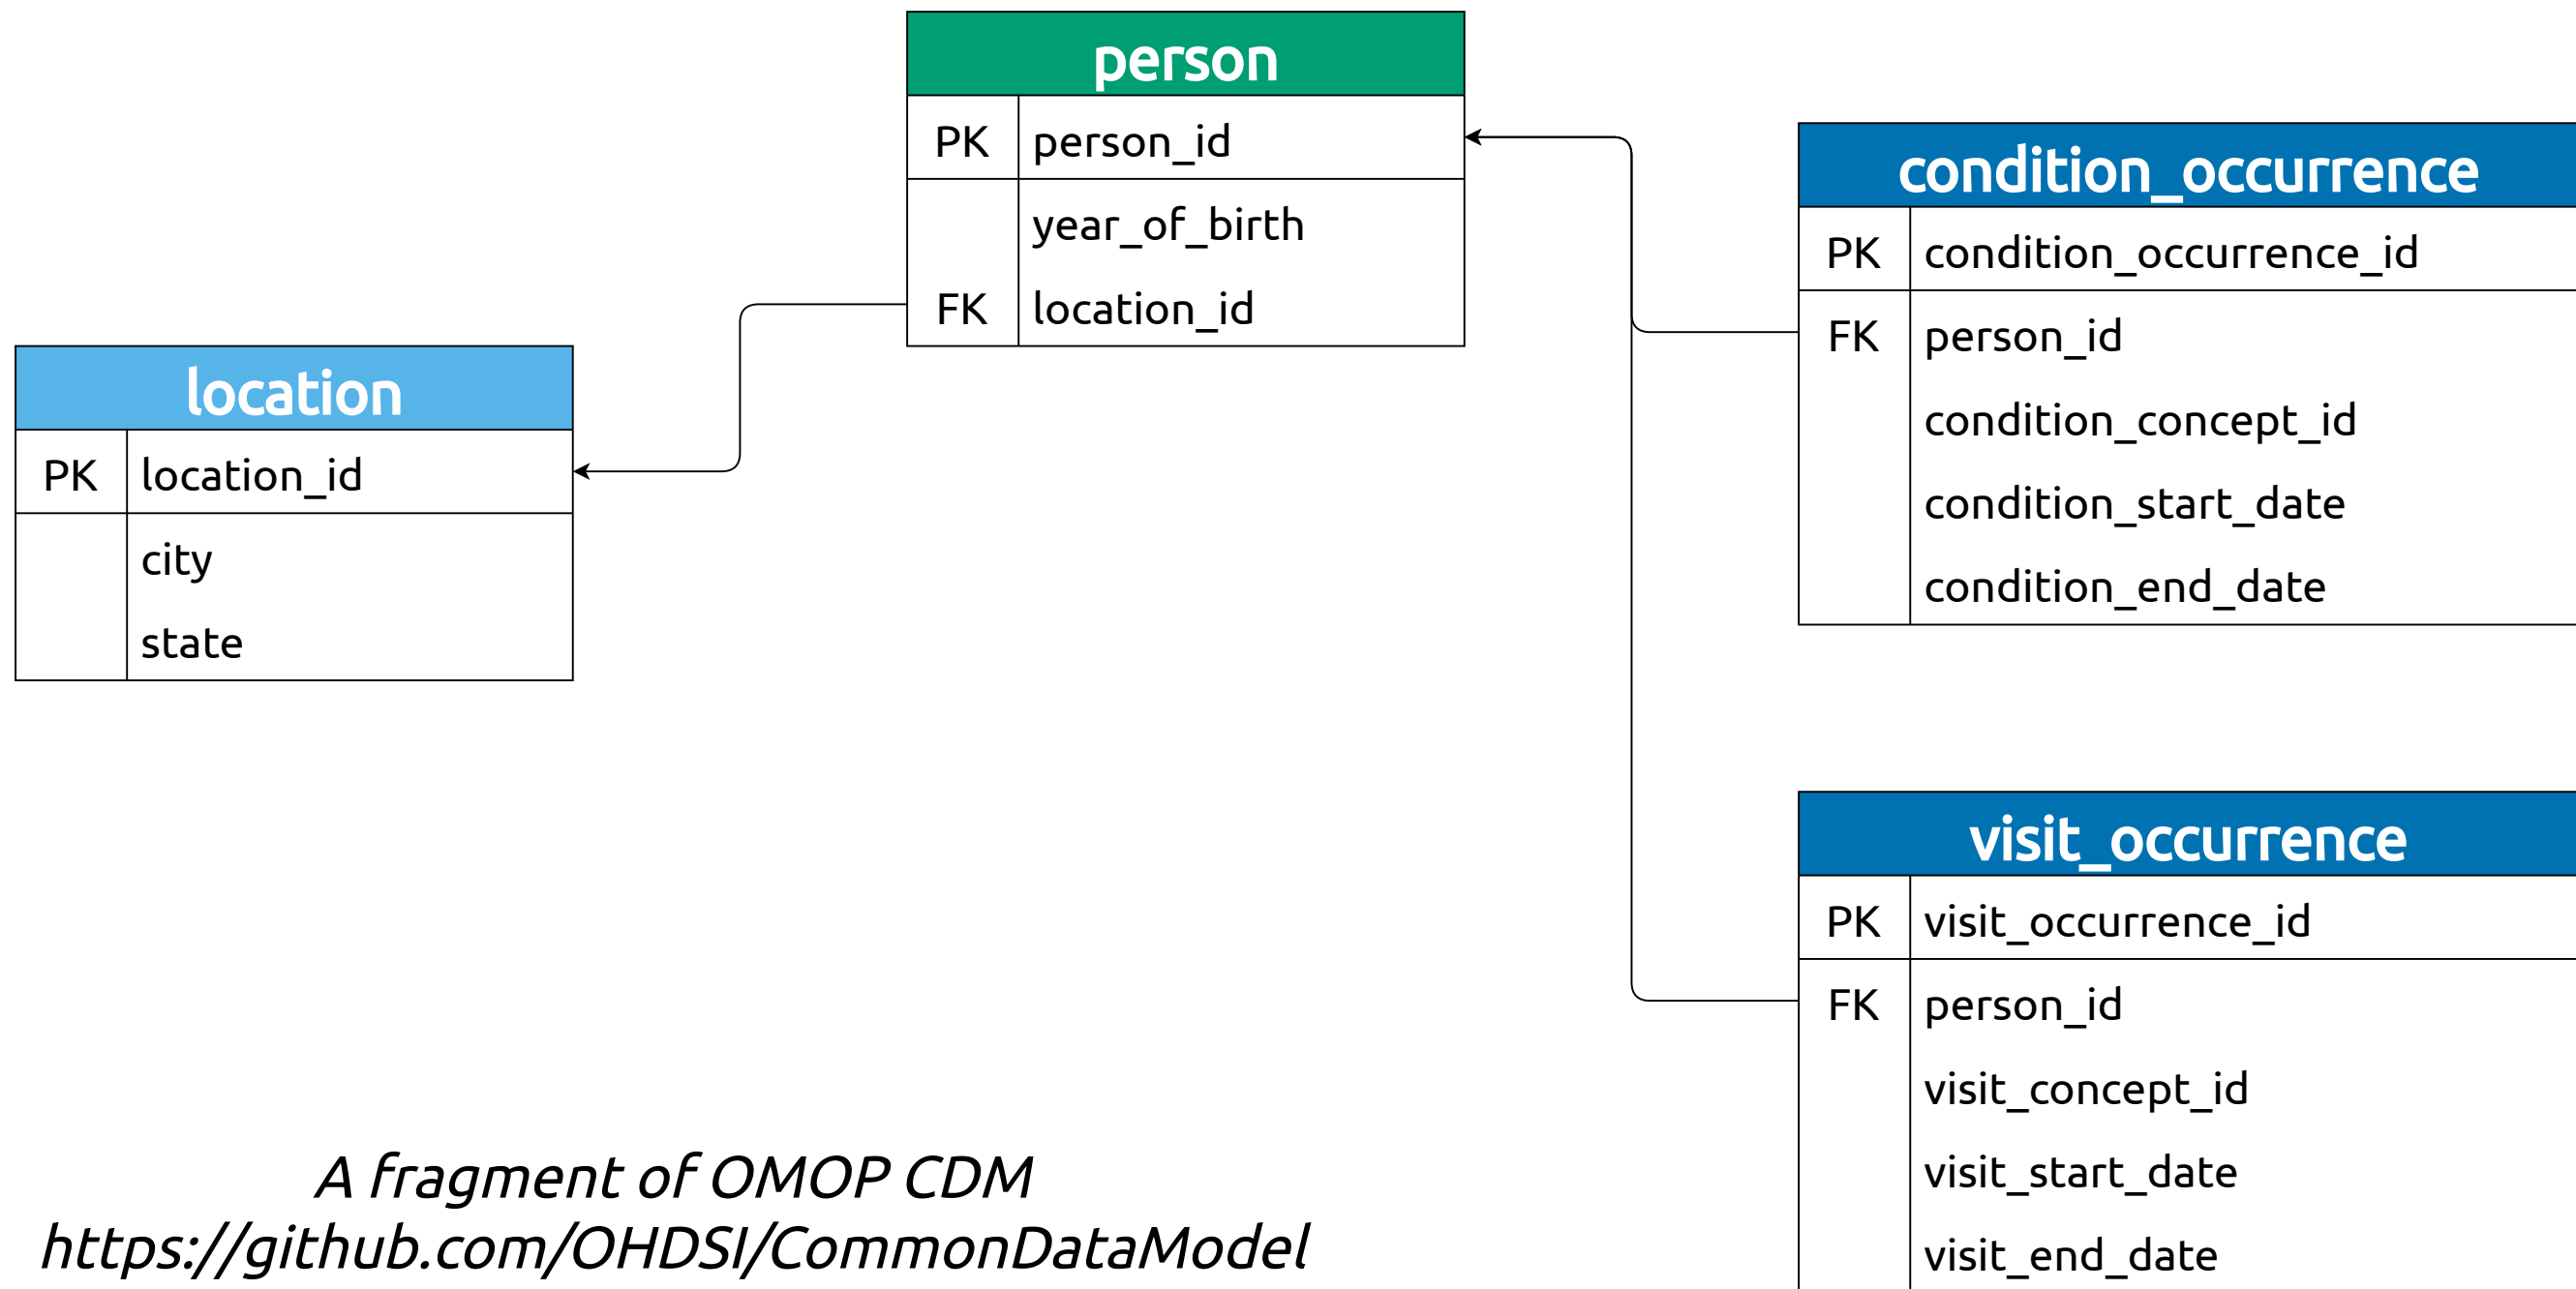 person
PK person_id
year_of_birth
FK location_id
location
PK location_id
city
state
condition_occurrence
PK condition_occurrence_id
FK person_id
condition_concept_id
condition_start_date
condition_end_date
visit_occurrence
PK visit_occurrence_id
FK person_id
visit_concept_id
visit_start_date
visit_end_date
A fragment of OMOP CDM
https://github.com/OHDSI/CommonDataModel